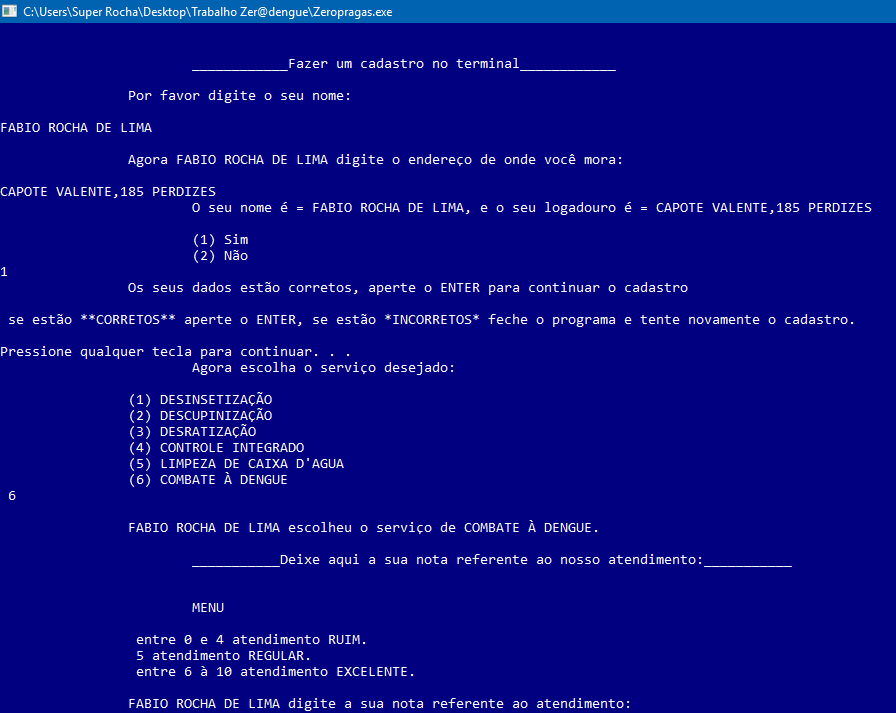 C:\Users\Super Rocha\Desktop\Trabalho Zer@dengue\Zeropragas.exe
____________Fazer um cadastro no terminal____________
Por favor digite o seu nome:
FABIO ROCHA DE LIMA
Agora FABIO ROCHA DE LIMA digite o endereço de onde você mora:
CAPOTE VALENTE,185 PERDIZES
O seu nome é = FABIO ROCHA DE LIMA, e o seu logadouro é = CAPOTE VALENTE,185 PERDIZES
(1) Sim
(2) Não
1
Os seus dados estão corretos, aperte o ENTER para continuar o cadastro
se estão **CORRETOS** aperte o ENTER, se estão *INCORRETOS* feche o programa e tente novamente o cadastro.
Pressione qualquer tecla para continuar. . .
Agora escolha o serviço desejado:
(1) DESINSETIZAÇÃO
(2) DESCUPINIZAÇÃO
(3) DESRATIZAÇÃO
(4) CONTROLE INTEGRADO
(5) LIMPEZA DE CAIXA D'AGUA
(6) COMBATE À DENGUE
6
FABIO ROCHA DE LIMA escolheu o serviço de COMBATE À DENGUE.
___________Deixe aqui a sua nota referente ao nosso atendimento:___________
MENU
entre 0 e 4 atendimento RUIM.
5 atendimento REGULAR.
entre 6 à 10 atendimento EXCELENTE.
FABIO ROCHA DE LIMA digite a sua nota referente ao atendimento: